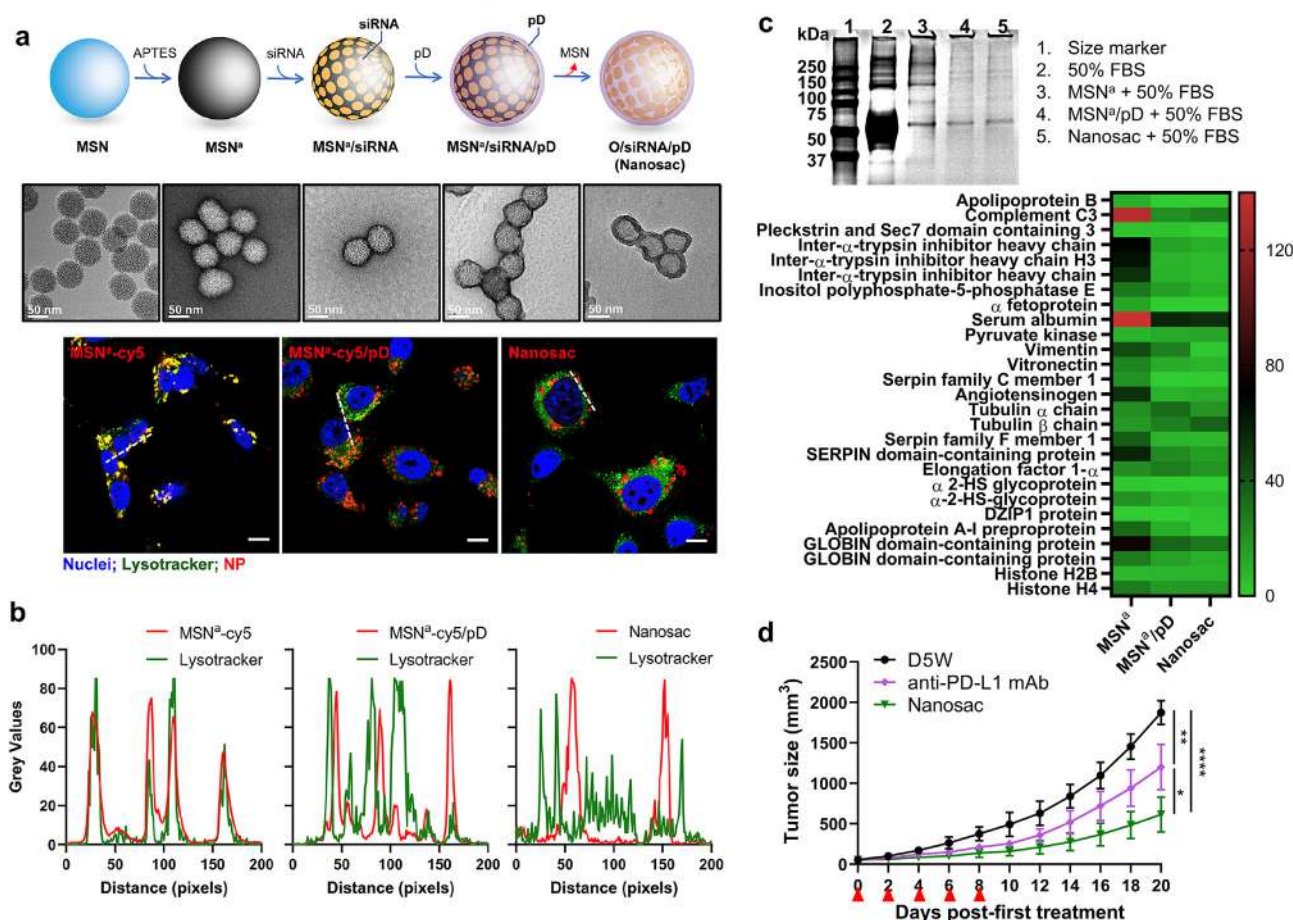 a
APTES
siRNA
siRNA
pD
pD
MSN
MSN
MSNᵃ
MSNᵃ/siRNA
MSNᵃ/siRNA/pD
O/siRNA/pD
(Nanosac)
50 nm
50 nm
50 nm
50 nm
50 nm
MSNᵃ-cy5
MSNᵃ-cy5/pD
Nanosac
Nuclei; Lysotracker; NP
b
MSNᵃ-cy5
Lysotracker
MSNᵃ-cy5/pD
Lysotracker
Nanosac
Lysotracker
Grey Values
100
80
60
40
20
0
0 50 100 150 200
0 50 100 150 200
0 50 100 150 200
Distance (pixels)
Distance (pixels)
Distance (pixels)
c
kDa
1 2 3 4 5
250
150
100
75
50
37
1. Size marker
2. 50% FBS
3. MSNᵃ + 50% FBS
4. MSNᵃ/pD + 50% FBS
5. Nanosac + 50% FBS
Apolipoprotein B
Complement C3
Pleckstrin and Sec7 domain containing 3
Inter-α-trypsin inhibitor heavy chain
Inter-α-trypsin inhibitor heavy chain H3
Inter-α-trypsin inhibitor heavy chain
Inositol polyphosphate-5-phosphatase E
α fetoprotein
Serum albumin
Pyruvate kinase
Vimentin
Vitronectin
Serpin family C member 1
Angiotensinogen
Tubulin α chain
Tubulin β chain
Serpin family F member 1
SERPIN domain-containing protein
Elongation factor 1-α
α 2-HS glycoprotein
α-2-HS-glycoprotein
DZIP1 protein
Apolipoprotein A-I preproprotein
GLOBIN domain-containing protein
GLOBIN domain-containing protein
Histone H2B
Histone H4
120
80
40
0
MSNᵃ
MSNᵃ/pD
Nanosac
d
D5W
anti-PD-L1 mAb
Nanosac
Tumor size (mm³)
2500
2000
1500
1000
500
0
**
****
*
0 2 4 6 8 10 12 14 16 18 20
Days post-first treatment